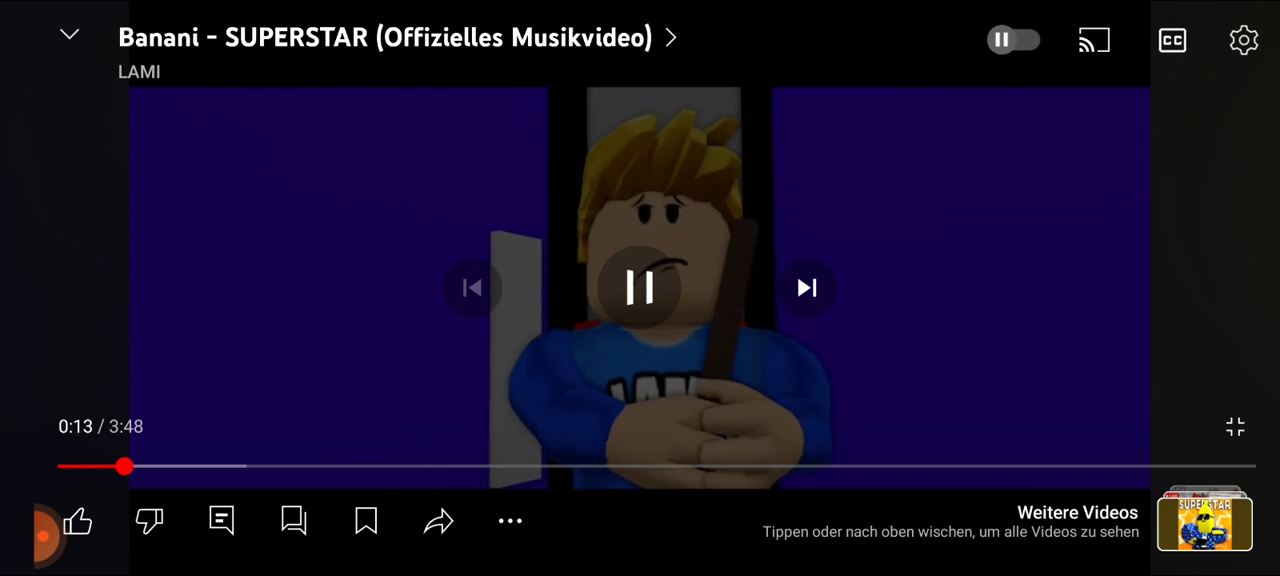 Banani - SUPERSTAR (Offizielles Musikvideo)
LAMI
CC
0:13 / 3:48
Weitere Videos
Tippen oder nach oben wischen, um alle Videos zu sehen
SUPERSTAR